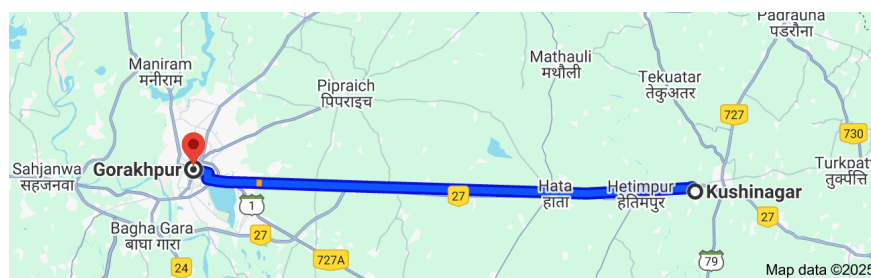 Padrauna
पडरौना
Maniram
मनीराम
Mathauli
मथौली
Tekuatar
तेकुअतर
Pipraich
पिपराइच
727
730
Sahjanwa
सहजनवा
Gorakhpur
Turkpatti
तुर्कपत्ति
Hata
हाता
Hetimpur
हेतिमपुर
Kushinagar
27
1
27
Bagha Gara
बाघा गारा
27
727A
24
79
Map data ©2025